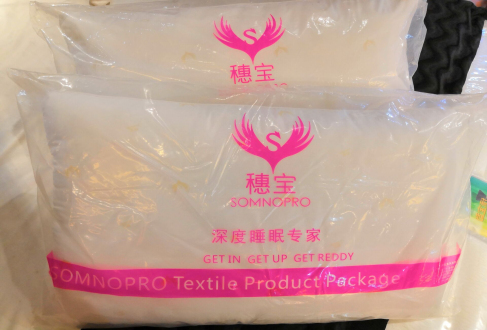 S
穗宝
S
穗宝
SOMNOPRO
深度睡眠专家
GET IN GET UP GET REDDY
SOMNOPRO Textile Product Package